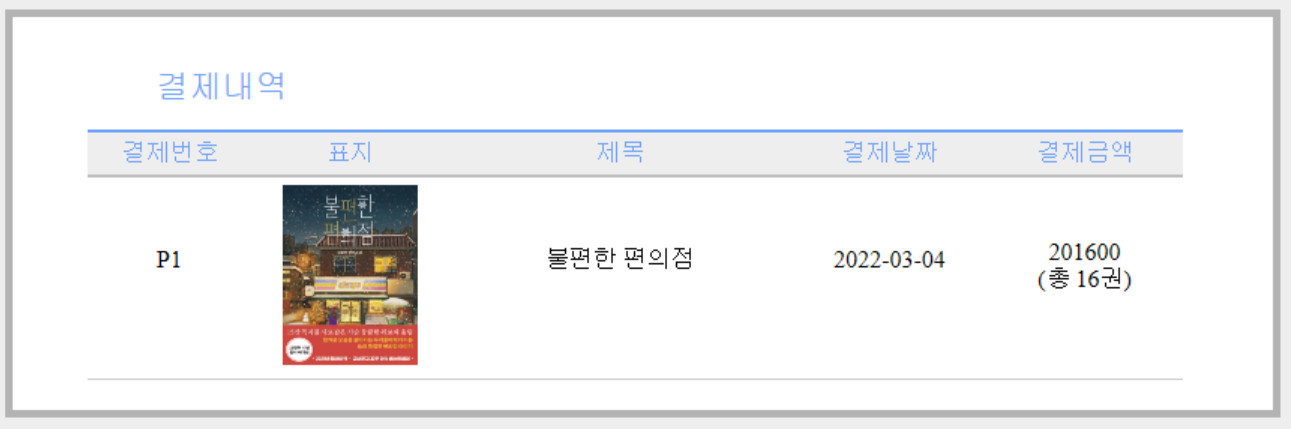 결제내역
결제번호 표지 제목 결제날짜 결제금액
불편한
편의점
P1 불편한 편의점 2022-03-04 201600
(총 16권)